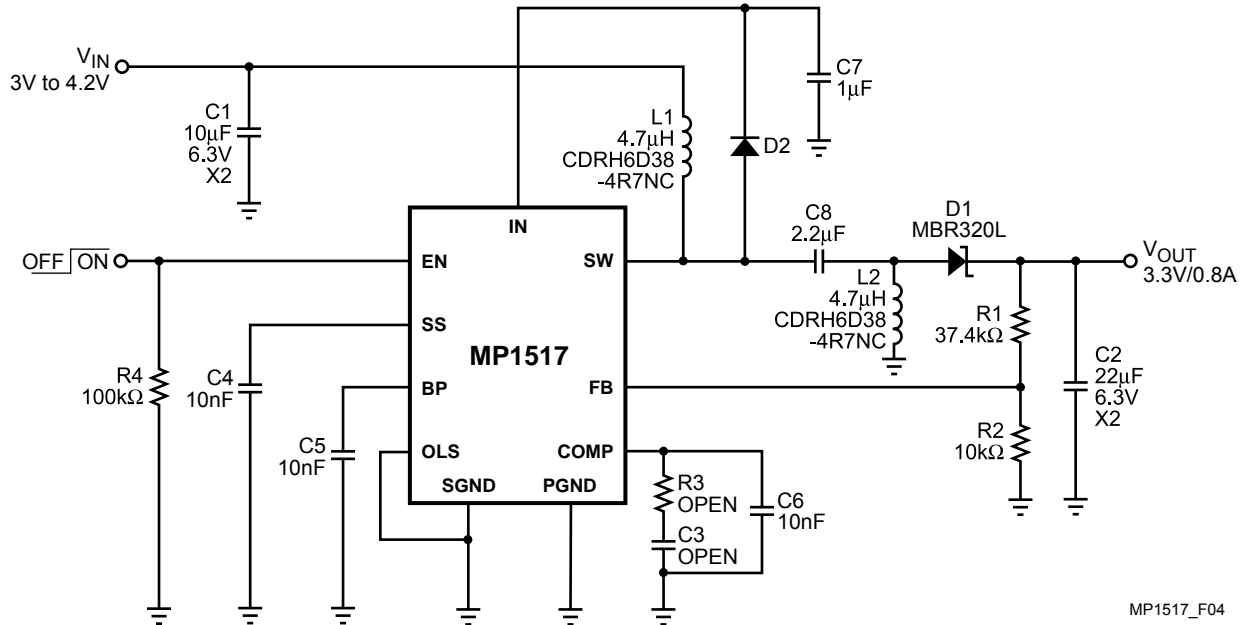 VIN
3V to 4.2V
C1
10μF
6.3V
X2
L1
4.7μH
CDRH6D38
-4R7NC
D2
C7
1μF
OFF ON
R4
100kΩ
C4
10nF
C5
10nF
IN
EN
SW
SS
MP1517
BP
FB
OLS
COMP
SGND
PGND
C8
2.2μF
L2
4.7μH
CDRH6D38
-4R7NC
D1
MBR320L
VOUT
3.3V/0.8A
R1
37.4kΩ
R2
10kΩ
C2
22μF
6.3V
X2
R3
OPEN
C3
OPEN
C6
10nF
MP1517_F04